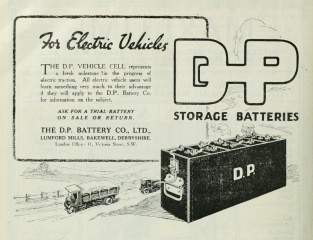 For Electric Vehicles
THE D.P. VEHICLE CELL represents
a fresh milestone in the progress of
electric traction. All electric vehicle users will
learn something very much to their advantage
if they will apply to the D.P. Battery Co.
for information on the subject.
ASK FOR A TRIAL BATTERY
ON SALE OR RETURN.
THE D.P. BATTERY CO., LTD.,
LUMFORD MILLS, BAKEWELL, DERBYSHIRE.
London Office: 11, Victoria Street, S.W.
D·P
STORAGE BATTERIES
D.P.